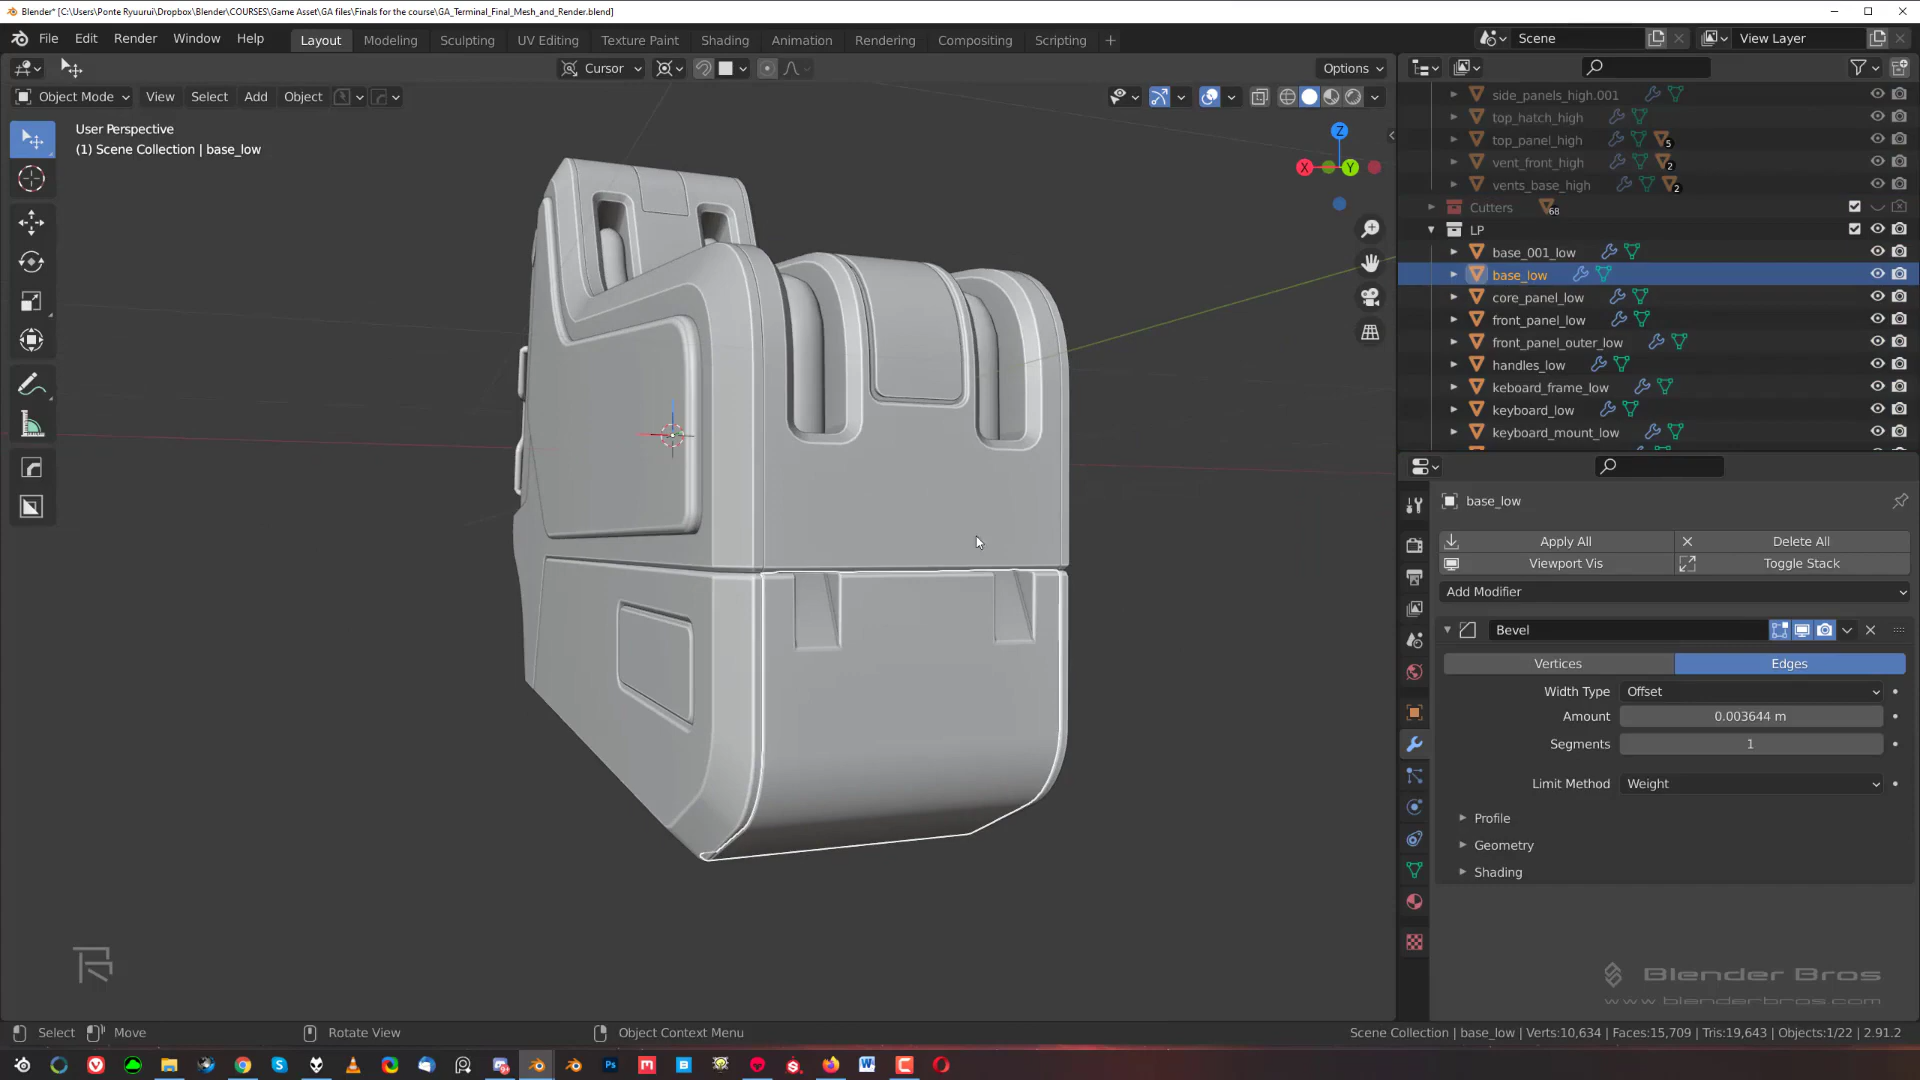 Blender* [C:\Users\Ponte Ryuurui\Dropbox\Blender\COURSES\Game Asset\GA files\Finals for the course\GA_Terminal_Final_Mesh_and_Render.blend]
File Edit Render Window Help Layout Modeling Sculpting UV Editing Texture Paint Shading Animation Rendering Compositing Scripting + Scene View Layer
Cursor Options
Object Mode View Select Add Object
User Perspective
(1) Scene Collection | base_low
Z
X
Y
side_panels_high.001
top_hatch_high
top_panel_high 5
vent_front_high 2
vents_base_high 2
Cutters 68
LP
base_001_low
base_low
core_panel_low
front_panel_low
front_panel_outer_low
handles_low
keboard_frame_low
keyboard_low
keyboard_mount_low
base_low
Apply All Delete All
Viewport Vis Toggle Stack
Add Modifier
Bevel
Vertices Edges
Width Type Offset
Amount 0.003644 m
Segments 1
Limit Method Weight
Profile
Geometry
Shading
Blender Bros
www.blenderbros.com
Select Move Rotate View Object Context Menu Scene Collection | base_low | Verts:10,634 | Faces:15,709 | Tris:19,643 | Objects:1/22 | 2.91.2